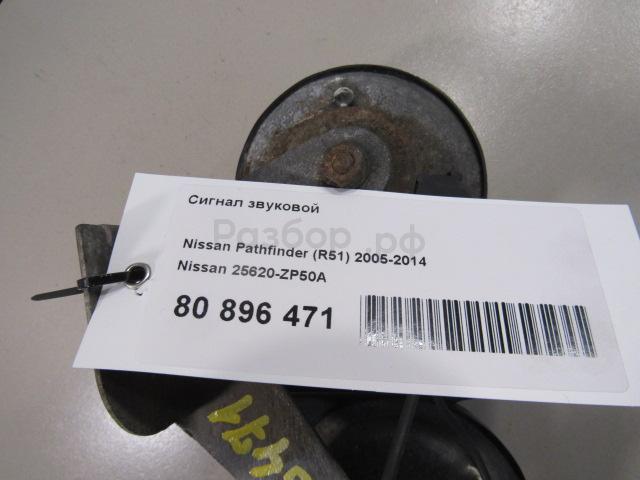 Сигнал звуковой
Разбор.рф
Nissan Pathfinder (R51) 2005-2014
Nissan 25620-ZP50A
80 896 471